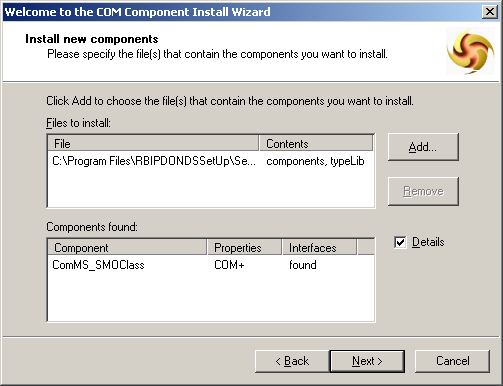 Welcome to the COM Component Install Wizard
Install new components
Please specify the file(s) that contain the components you want to install.
Click Add to choose the file(s) that contain the components you want to install.
Files to install:
File Contents
C:\Program Files\RBIPDONDSSetUp\Se... components, typeLib
Add...
Remove
Components found:
Component Properties Interfaces
ComMS_SMOClass COM+ found
Details
< Back Next > Cancel